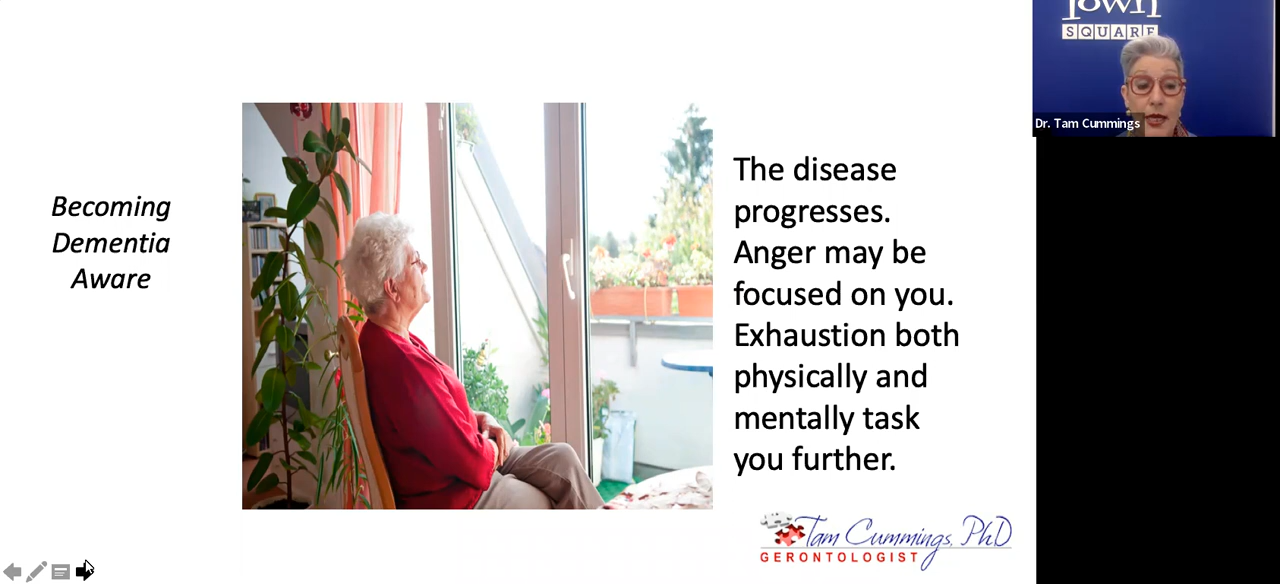 Becoming
Dementia
Aware
The disease
progresses.
Anger may be
focused on you.
Exhaustion both
physically and
mentally task
you further.
Tam Cummings, PhD
GERONTOLOGIST
Town
SQUARE
Dr. Tam Cummings